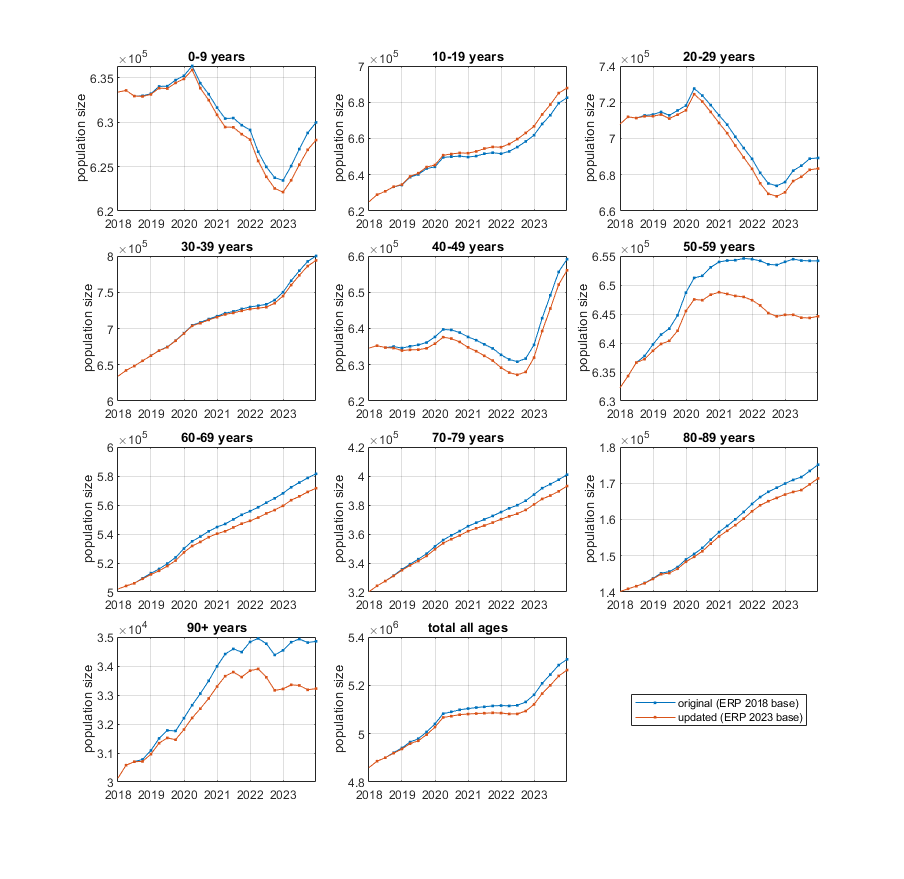 ×10^5 0-9 years
population size
6.35
6.3
6.25
6.2
2018 2019 2020 2021 2022 2023
×10^5 10-19 years
population size
7
6.8
6.6
6.4
6.2
2018 2019 2020 2021 2022 2023
×10^5 20-29 years
population size
7.4
7.2
7
6.8
6.6
2018 2019 2020 2021 2022 2023
×10^5 30-39 years
population size
8
7.5
7
6.5
6
2018 2019 2020 2021 2022 2023
×10^5 40-49 years
population size
6.6
6.5
6.4
6.3
6.2
2018 2019 2020 2021 2022 2023
×10^5 50-59 years
population size
6.55
6.5
6.45
6.4
6.35
6.3
2018 2019 2020 2021 2022 2023
×10^5 60-69 years
population size
6
5.8
5.6
5.4
5.2
5
2018 2019 2020 2021 2022 2023
×10^5 70-79 years
population size
4.2
4
3.8
3.6
3.4
3.2
2018 2019 2020 2021 2022 2023
×10^5 80-89 years
population size
1.8
1.7
1.6
1.5
1.4
2018 2019 2020 2021 2022 2023
×10^4 90+ years
population size
3.5
3.4
3.3
3.2
3.1
3
2018 2019 2020 2021 2022 2023
×10^6 total all ages
population size
5.4
5.2
5
4.8
2018 2019 2020 2021 2022 2023
original (ERP 2018 base)
updated (ERP 2023 base)